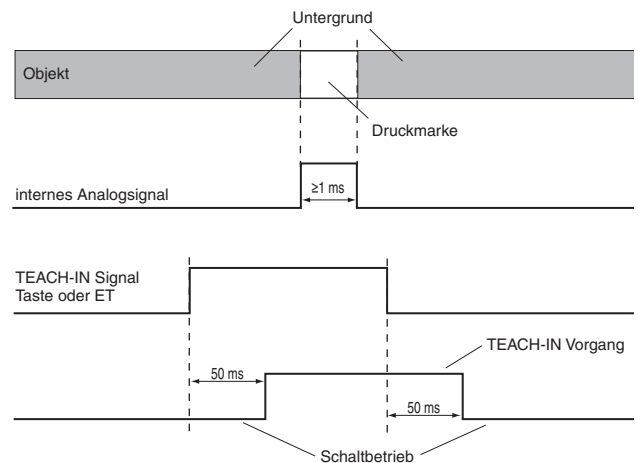 Untergrund
Objekt
Druckmarke
internes Analogsignal
≥1 ms
TEACH-IN Signal
Taste oder ET
TEACH-IN Vorgang
50 ms
50 ms
Schaltbetrieb